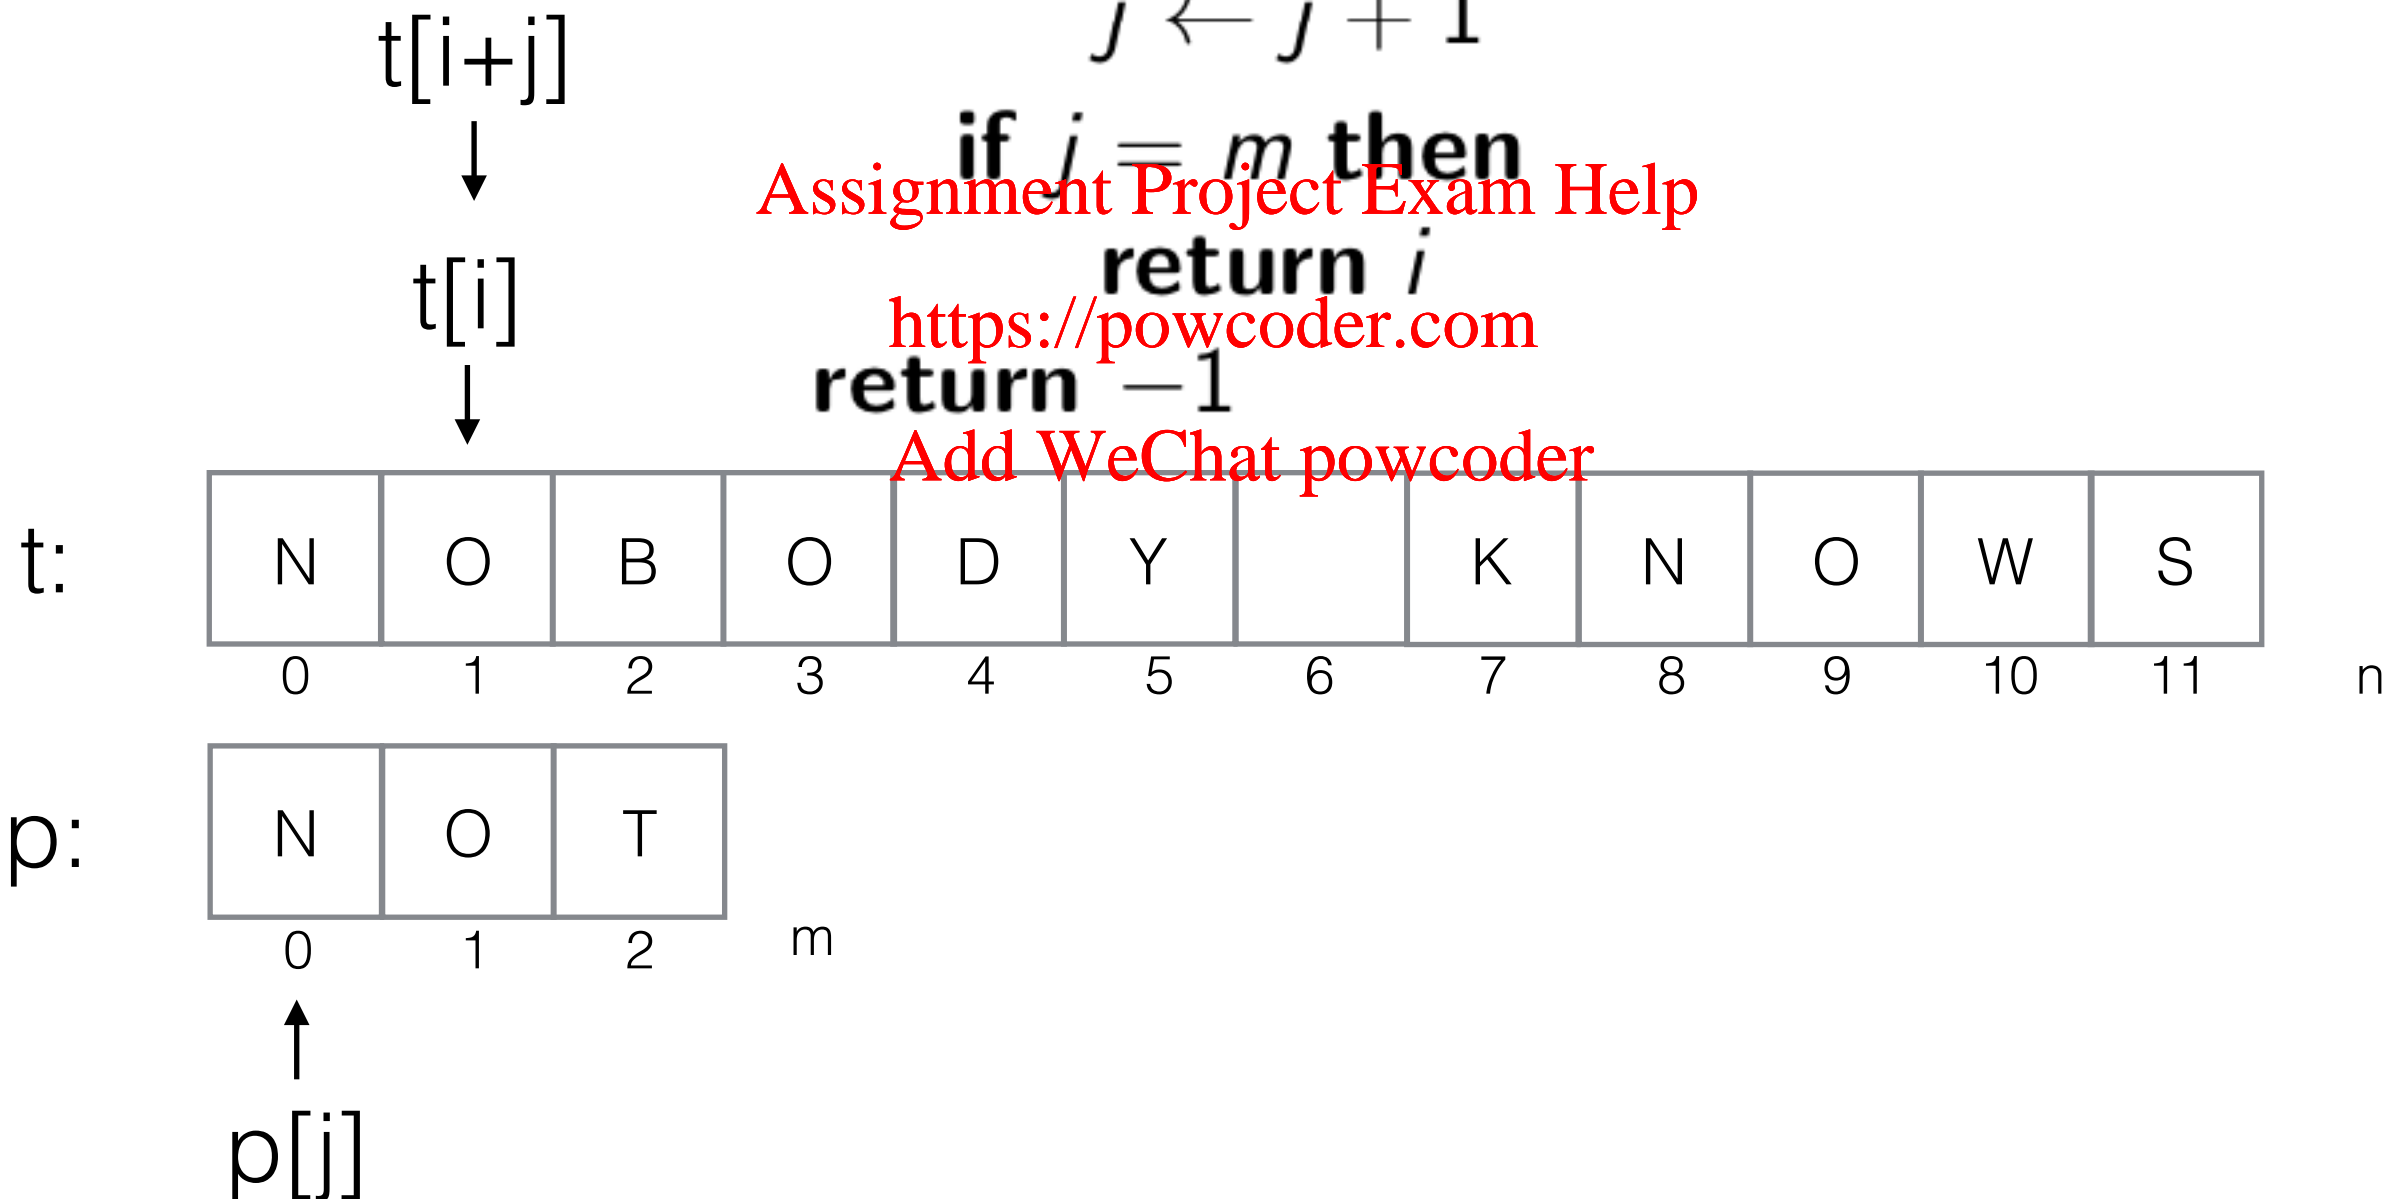 t[i+j]
j ← j + 1
if j = m then
Assignment Project Exam Help
return i
t[i]
https://powcoder.com
return −1
Add WeChat powcoder
t: N O B O D Y K N O W S
0 1 2 3 4 5 6 7 8 9 10 11 n
p: N O T
0 1 2 m
p[j]